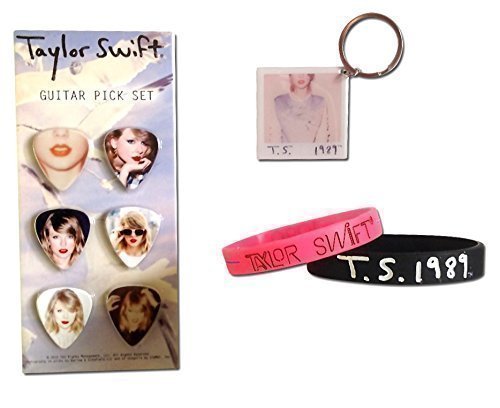 Taylor Swift
GUITAR PICK SET
T.S. 1989
TAYLOR SWIFT
T.S.1989